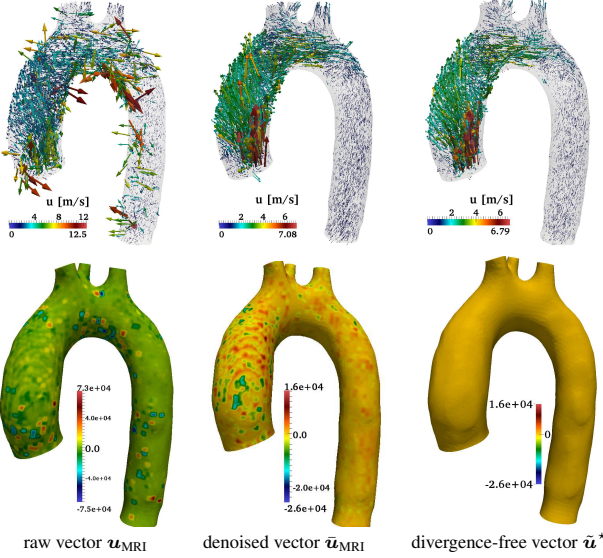 u [m/s]
4 8 12
0 12.5
u [m/s]
2 4 6
0 7.08
u [m/s]
2 4 6
0 6.79
7.3e+04
4.0e+04
0.0
-4.0e+04
-7.5e+04
1.6e+04
0.0
-2.6e+04
-2.6e+04
1.6e+04
0
-2.6e+04
raw vector u_MRI
denoised vector ū_MRI
divergence-free vector ũ*